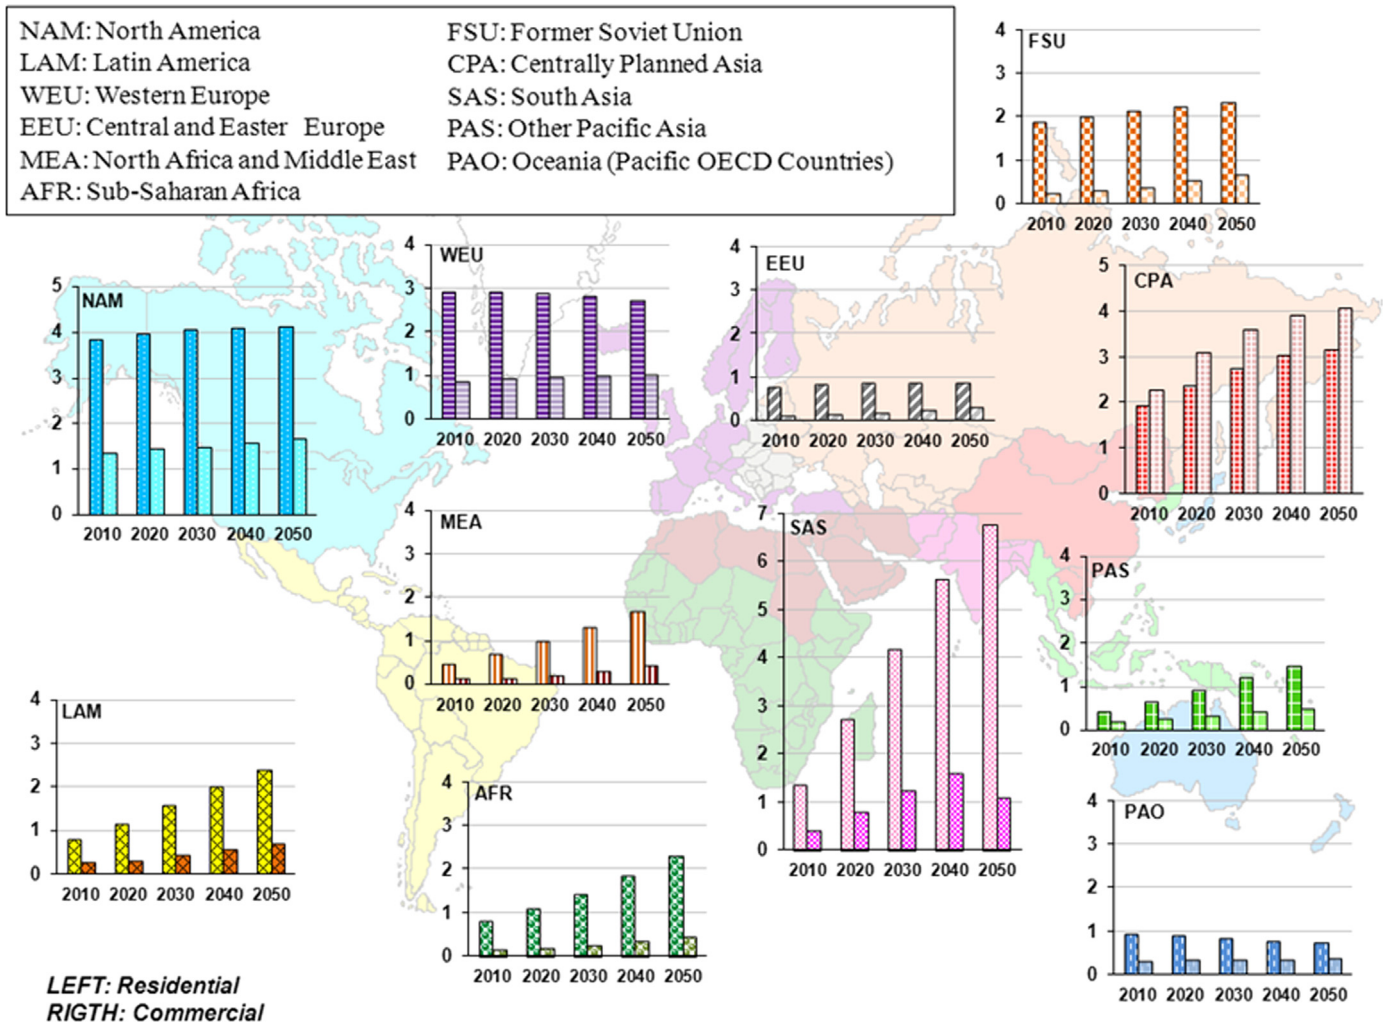 NAM: North America
LAM: Latin America
WEU: Western Europe
EEU: Central and Easter Europe
MEA: North Africa and Middle East
AFR: Sub-Saharan Africa
FSU: Former Soviet Union
CPA: Centrally Planned Asia
SAS: South Asia
PAS: Other Pacific Asia
PAO: Oceania (Pacific OECD Countries)
FSU
4
3
2
1
0
2010 2020 2030 2040 2050
NAM
5
4
3
2
1
0
2010 2020 2030 2040 2050
WEU
4
3
2
1
0
2010 2020 2030 2040 2050
EEU
4
3
2
1
0
2010 2020 2030 2040 2050
CPA
5
4
3
2
1
0
2010 2020 2030 2040 2050
MEA
4
3
2
1
0
2010 2020 2030 2040 2050
SAS
7
6
5
4
3
2
1
0
2010 2020 2030 2040 2050
PAS
4
3
2
1
0
2010 2020 2030 2040 2050
LAM
4
3
2
1
0
2010 2020 2030 2040 2050
AFR
4
3
2
1
0
2010 2020 2030 2040 2050
PAO
4
3
2
1
0
2010 2020 2030 2040 2050
LEFT: Residential
RIGTH: Commercial